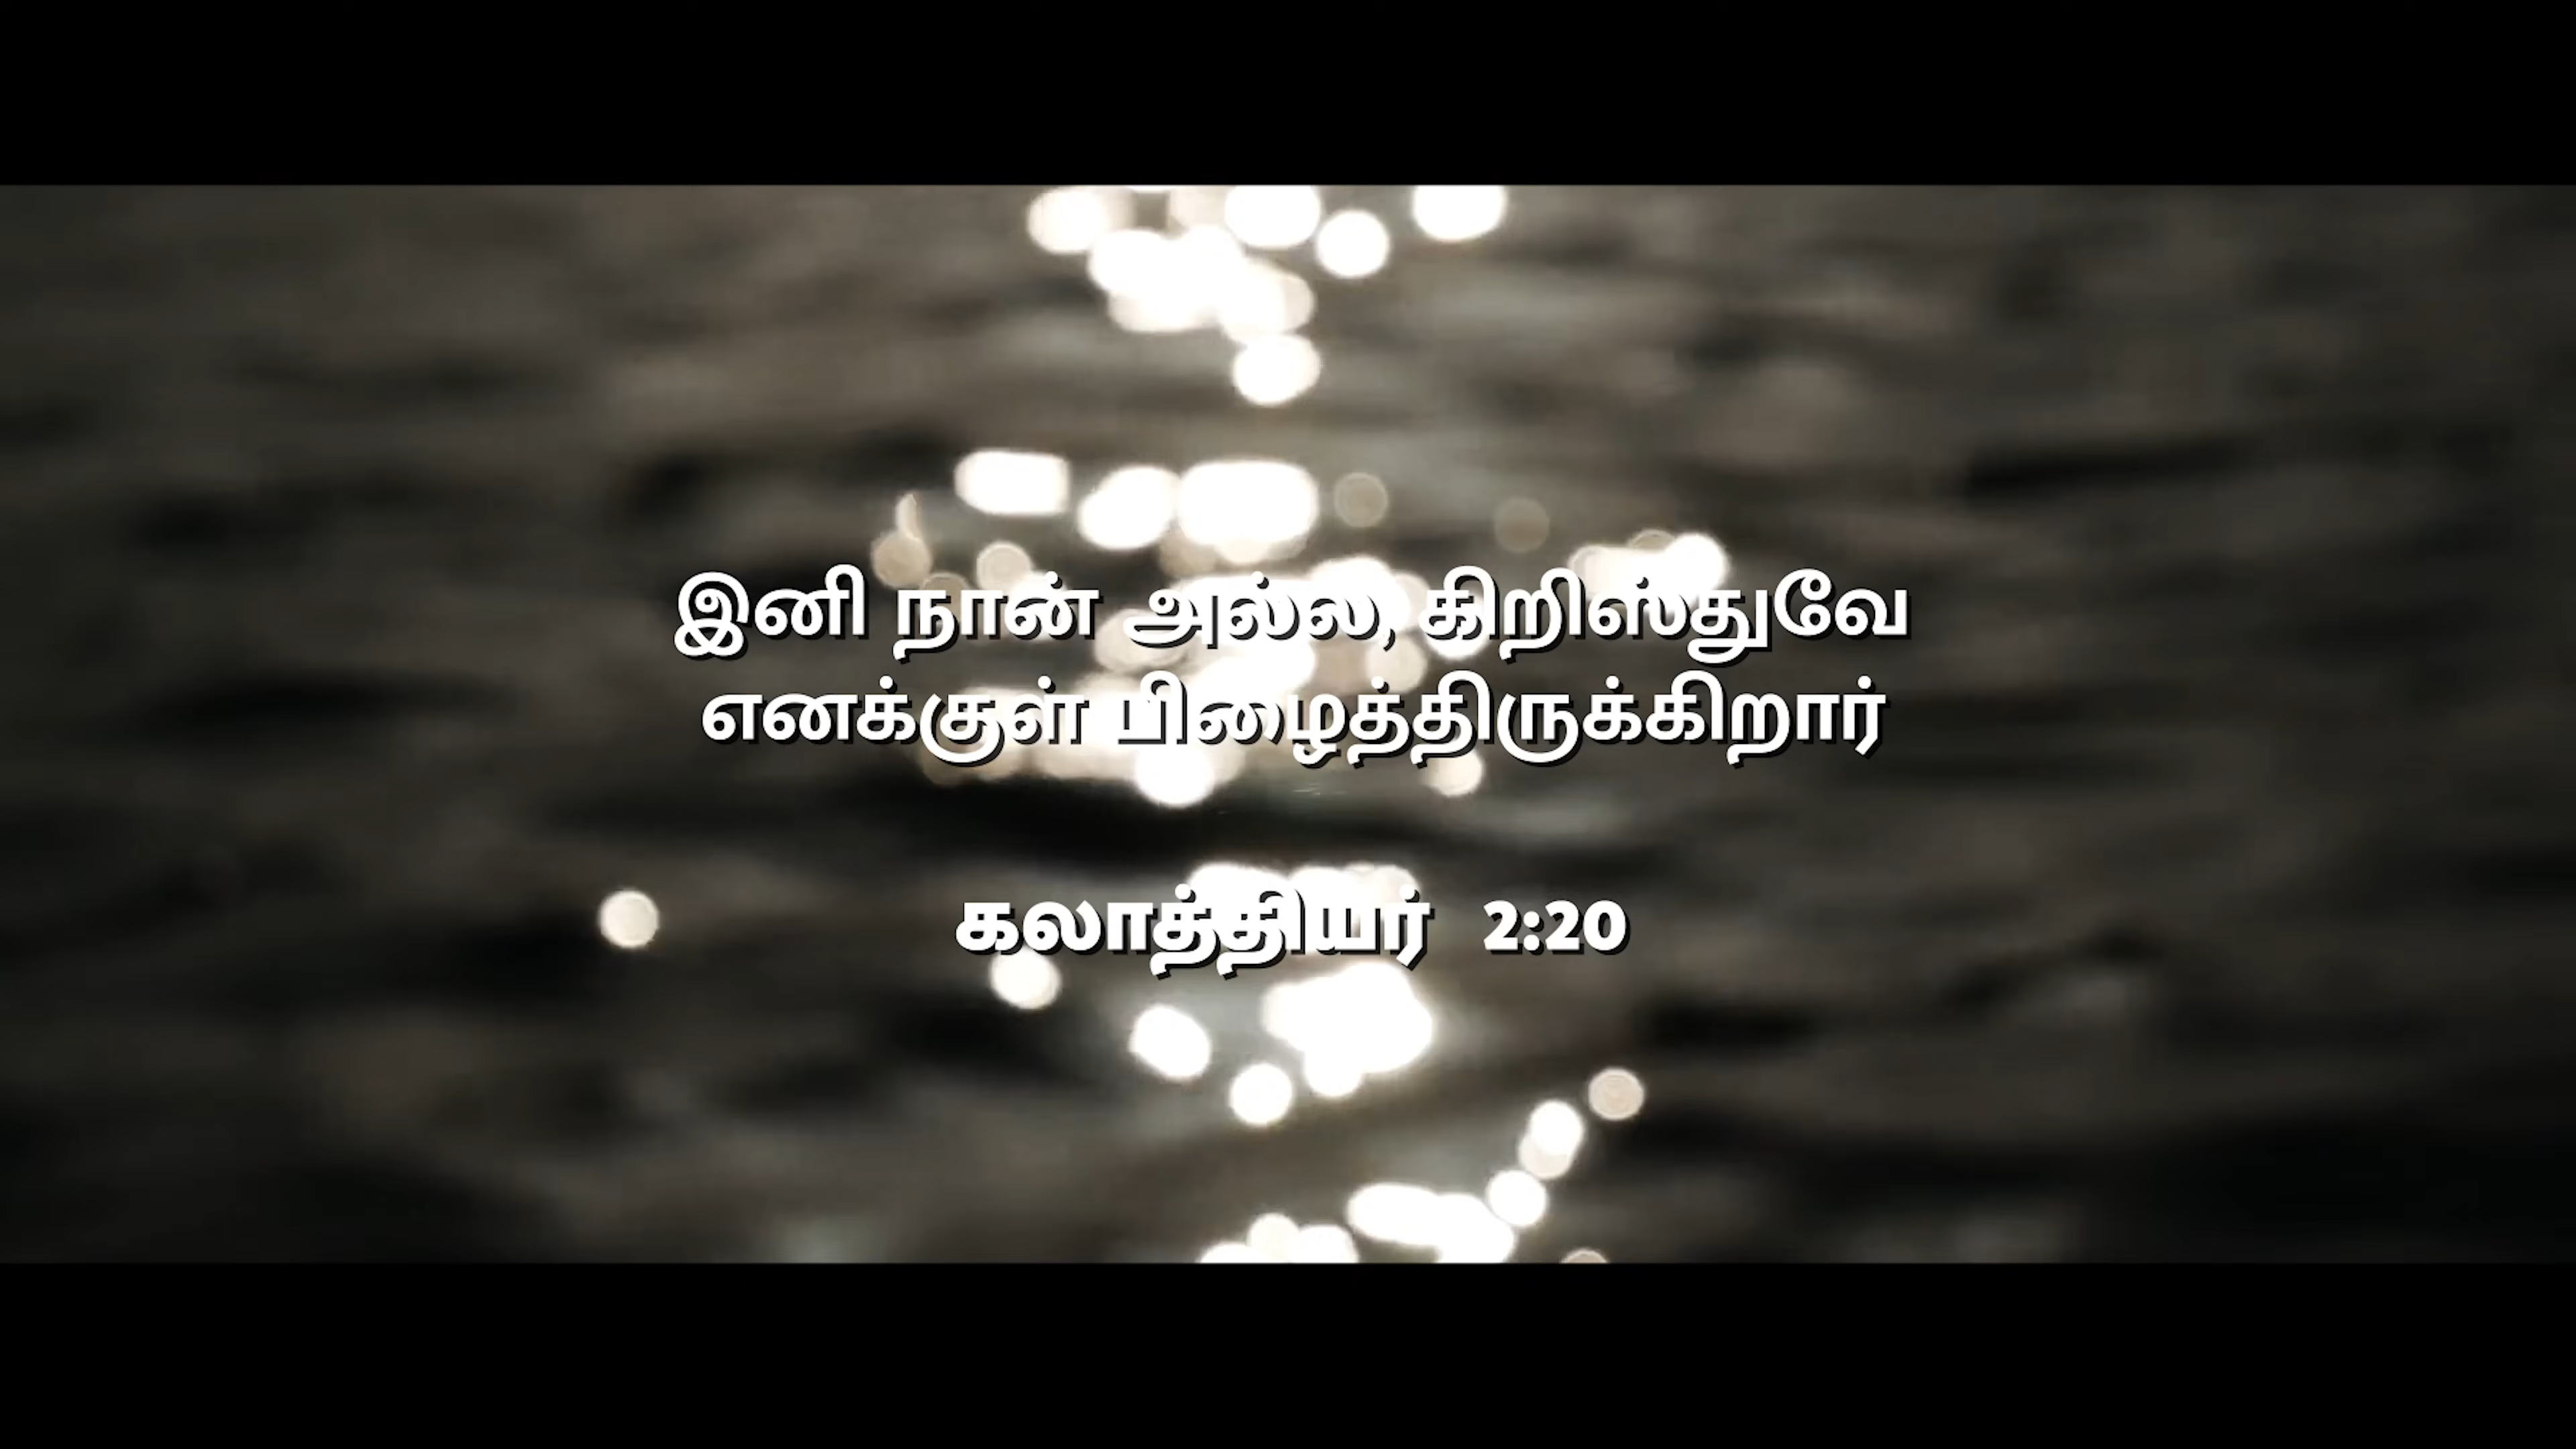 இனி நான் அல்ல, கிறிஸ்துவே
எனக்குள் பிழைத்திருக்கிறார்
கலாத்தியர் 2:20